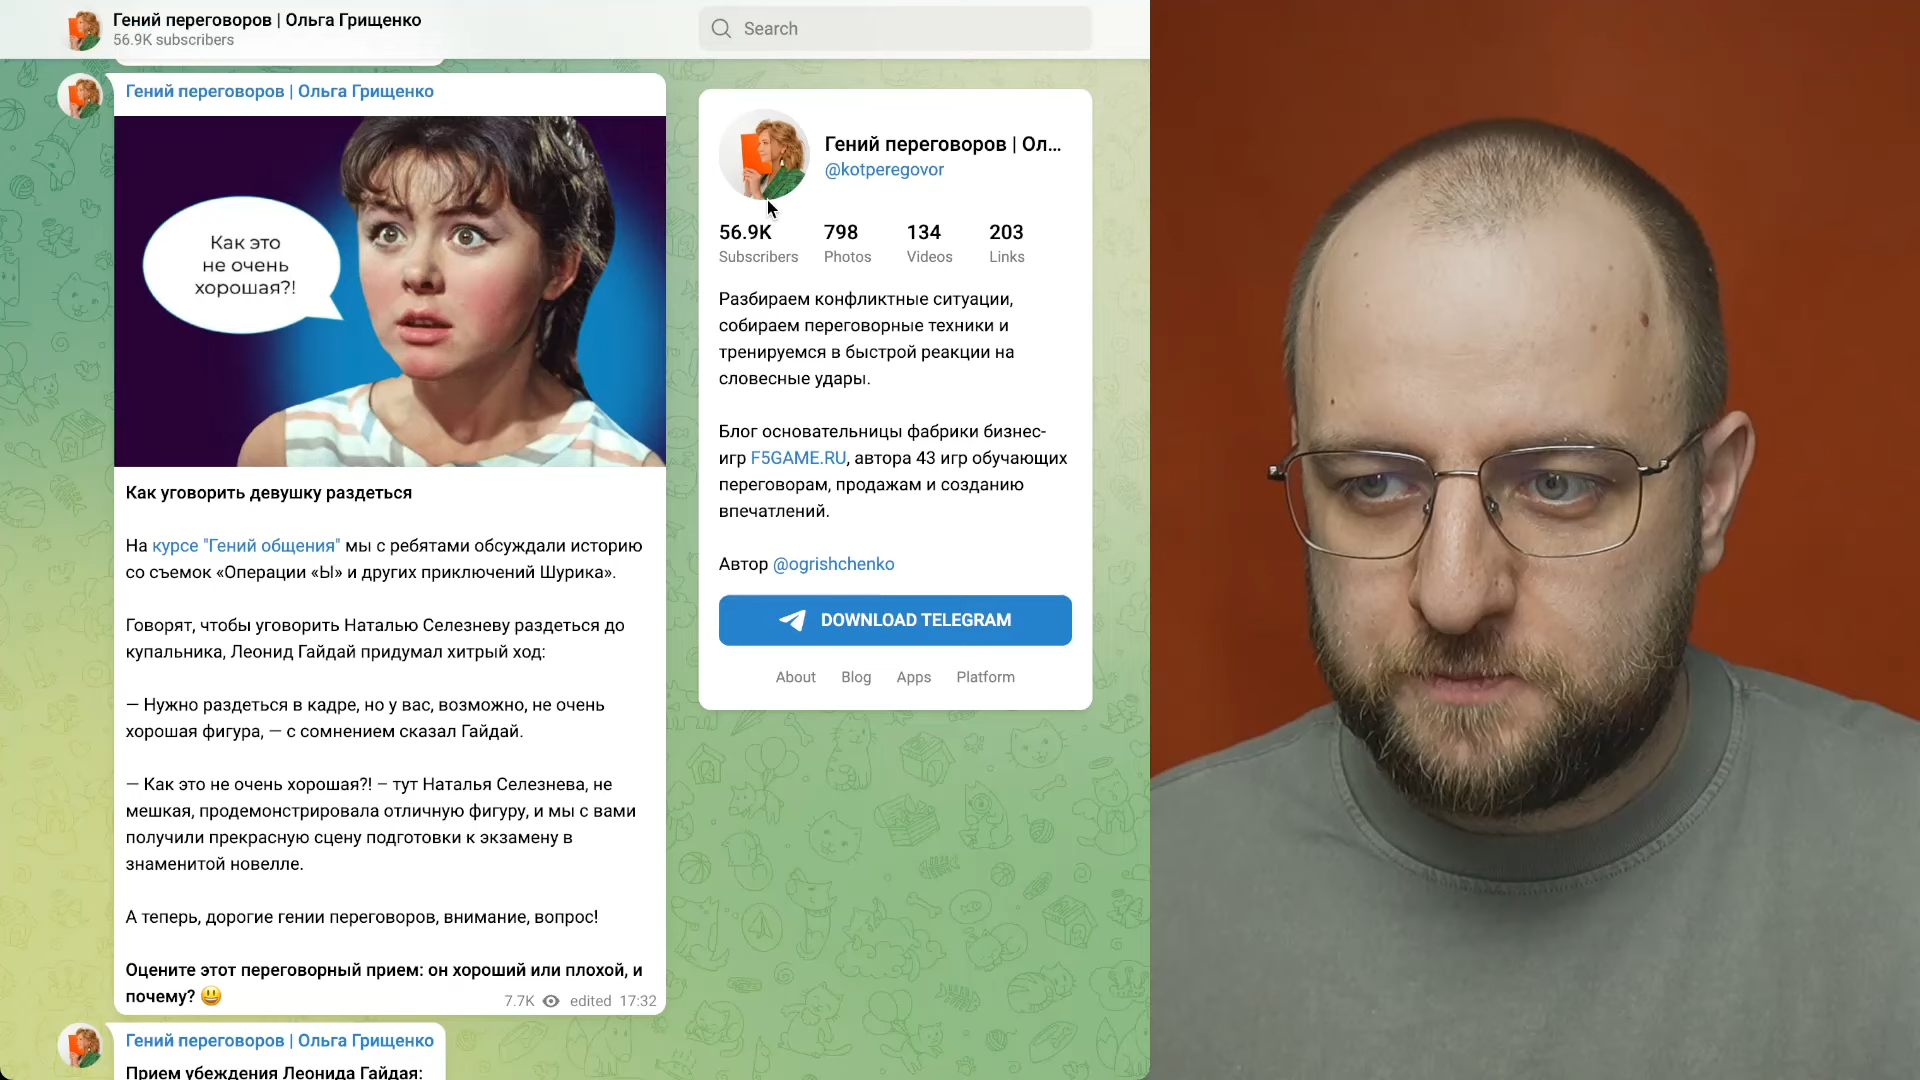 Гений переговоров | Ольга Грищенко
56.9K subscribers
Search
Гений переговоров | Ольга Грищенко
Как это
не очень
хорошая?!
Как уговорить девушку раздеться
На курсе "Гений общения" мы с ребятами обсуждали историю
со съемок «Операции «Ы» и других приключений Шурика».
Говорят, чтобы уговорить Наталью Селезневу раздеться до
купальника, Леонид Гайдай придумал хитрый ход:
— Нужно раздеться в кадре, но у вас, возможно, не очень
хорошая фигура, — с сомнением сказал Гайдай.
— Как это не очень хорошая?! – тут Наталья Селезнева, не
мешкая, продемонстрировала отличную фигуру, и мы с вами
получили прекрасную сцену подготовки к экзамену в
знаменитой новелле.
А теперь, дорогие гении переговоров, внимание, вопрос!
Оцените этот переговорный прием: он хороший или плохой, и
почему? 😃
7.7K edited 17:32
Гений переговоров | Ольга Грищенко
Прием убеждения Леонида Гайдая:
Гений переговоров | Ол...
@kotperegovor
56.9K 798 134 203
Subscribers Photos Videos Links
Разбираем конфликтные ситуации,
собираем переговорные техники и
тренируемся в быстрой реакции на
словесные удары.
Блог основательницы фабрики бизнес-
игр F5GAME.RU, автора 43 игр обучающих
переговорам, продажам и созданию
впечатлений.
Автор @ogrishchenko
DOWNLOAD TELEGRAM
About Blog Apps Platform